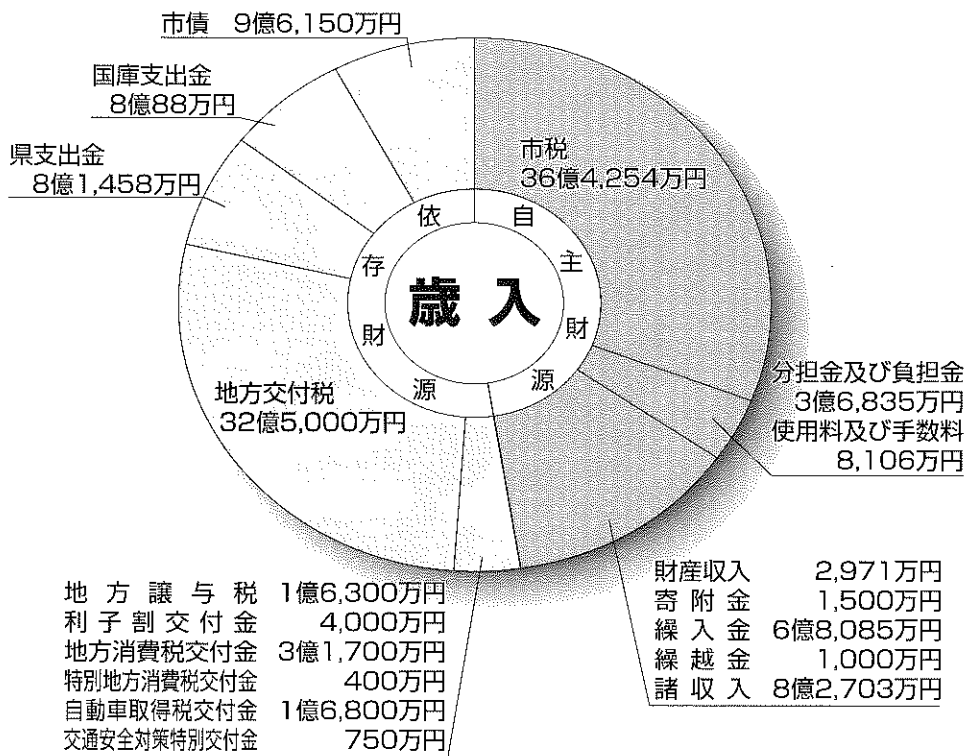 市債 9億6,150万円
国庫支出金
8億88万円
県支出金
8億1,458万円
市税
36億4,254万円
依存財源
自主財源
歳入
地方交付税
32億5,000万円
分担金及び負担金
3億6,835万円
使用料及び手数料
8,106万円
地方譲与税 1億6,300万円
利子割交付金 4,000万円
地方消費税交付金 3億1,700万円
特別地方消費税交付金 400万円
自動車取得税交付金 1億6,800万円
交通安全対策特別交付金 750万円
財産収入 2,971万円
寄附金 1,500万円
繰入金 6億8,085万円
繰越金 1,000万円
諸収入 8億2,703万円